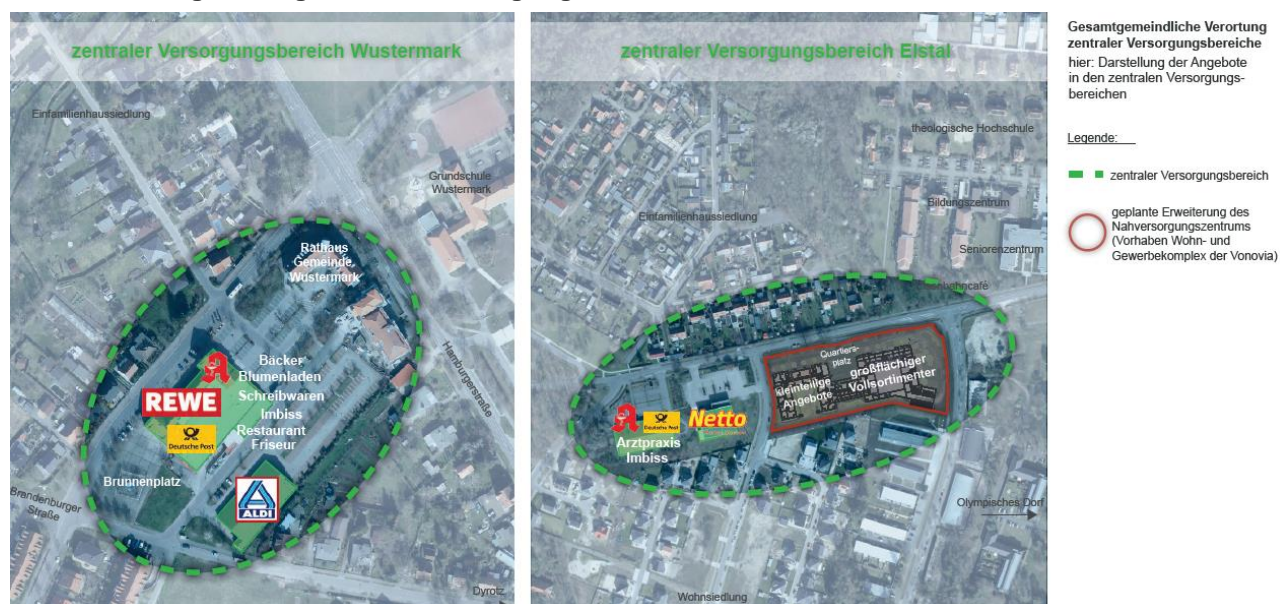 zentraler Versorgungsbereich Wustermark
Einfamilienhaussiedlung
Grundschule
Wustermark
Rathaus
Gemeinde
Wustermark
Bäcker
Blumenladen
REWE
Schreibwaren
Imbiss
Deutsche Post
Restaurant
Friseur
Hamburgerstraße
Brunnenplatz
ALDI
Brandenburger
Straße
Dyrotz
zentraler Versorgungsbereich Elstal
theologische Hochschule
Bildungszentrum
Einfamilienhaussiedlung
Seniorenzentrum
Quartiers-
platz
großflächiger
Vollsortimenter
kleinteilige
Angebote
Deutsche Post
Netto
Arztpraxis
Imbiss
Olympisches Dorf
Wohnsiedlung
Gesamtgemeindliche Verortung
zentraler Versorgungsbereiche
hier: Darstellung der Angebote
in den zentralen Versorgungs-
bereichen
Legende:
zentraler Versorgungsbereich
geplante Erweiterung des
Nahversorgungszentrums
(Vorhaben Wohn- und
Gewerbekomplex der Vonovia)